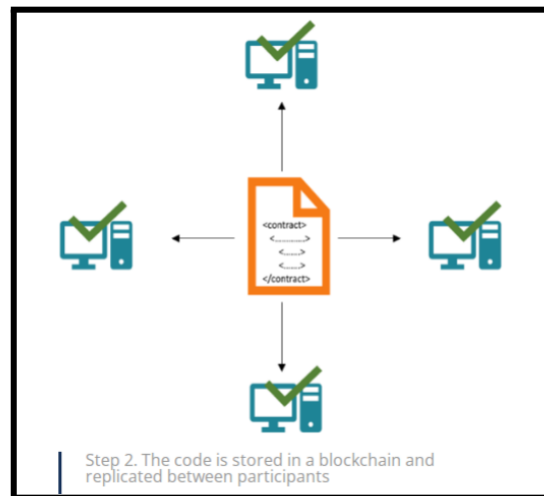 <contract>
<.............>
<.....>
<.....>
</contract>
Step 2. The code is stored in a blockchain and
replicated between participants